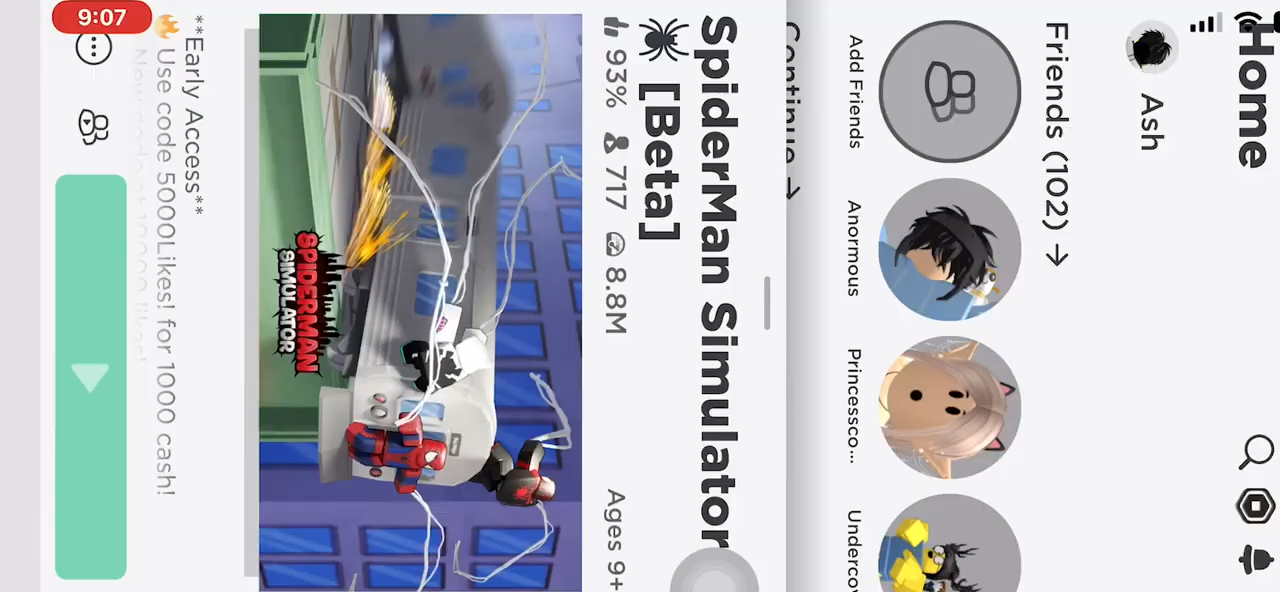 9:07
Home
Ash
Friends (102) →
Add Friends
Anormous
Princessco...
Underco
Continue →
SpiderMan Simulator
[Beta]
93% 717 8.8M
Ages 9+
SPIDERMAN
SIMULATOR
**Early Access**
Use code 5000Likes! for 1000 cash!